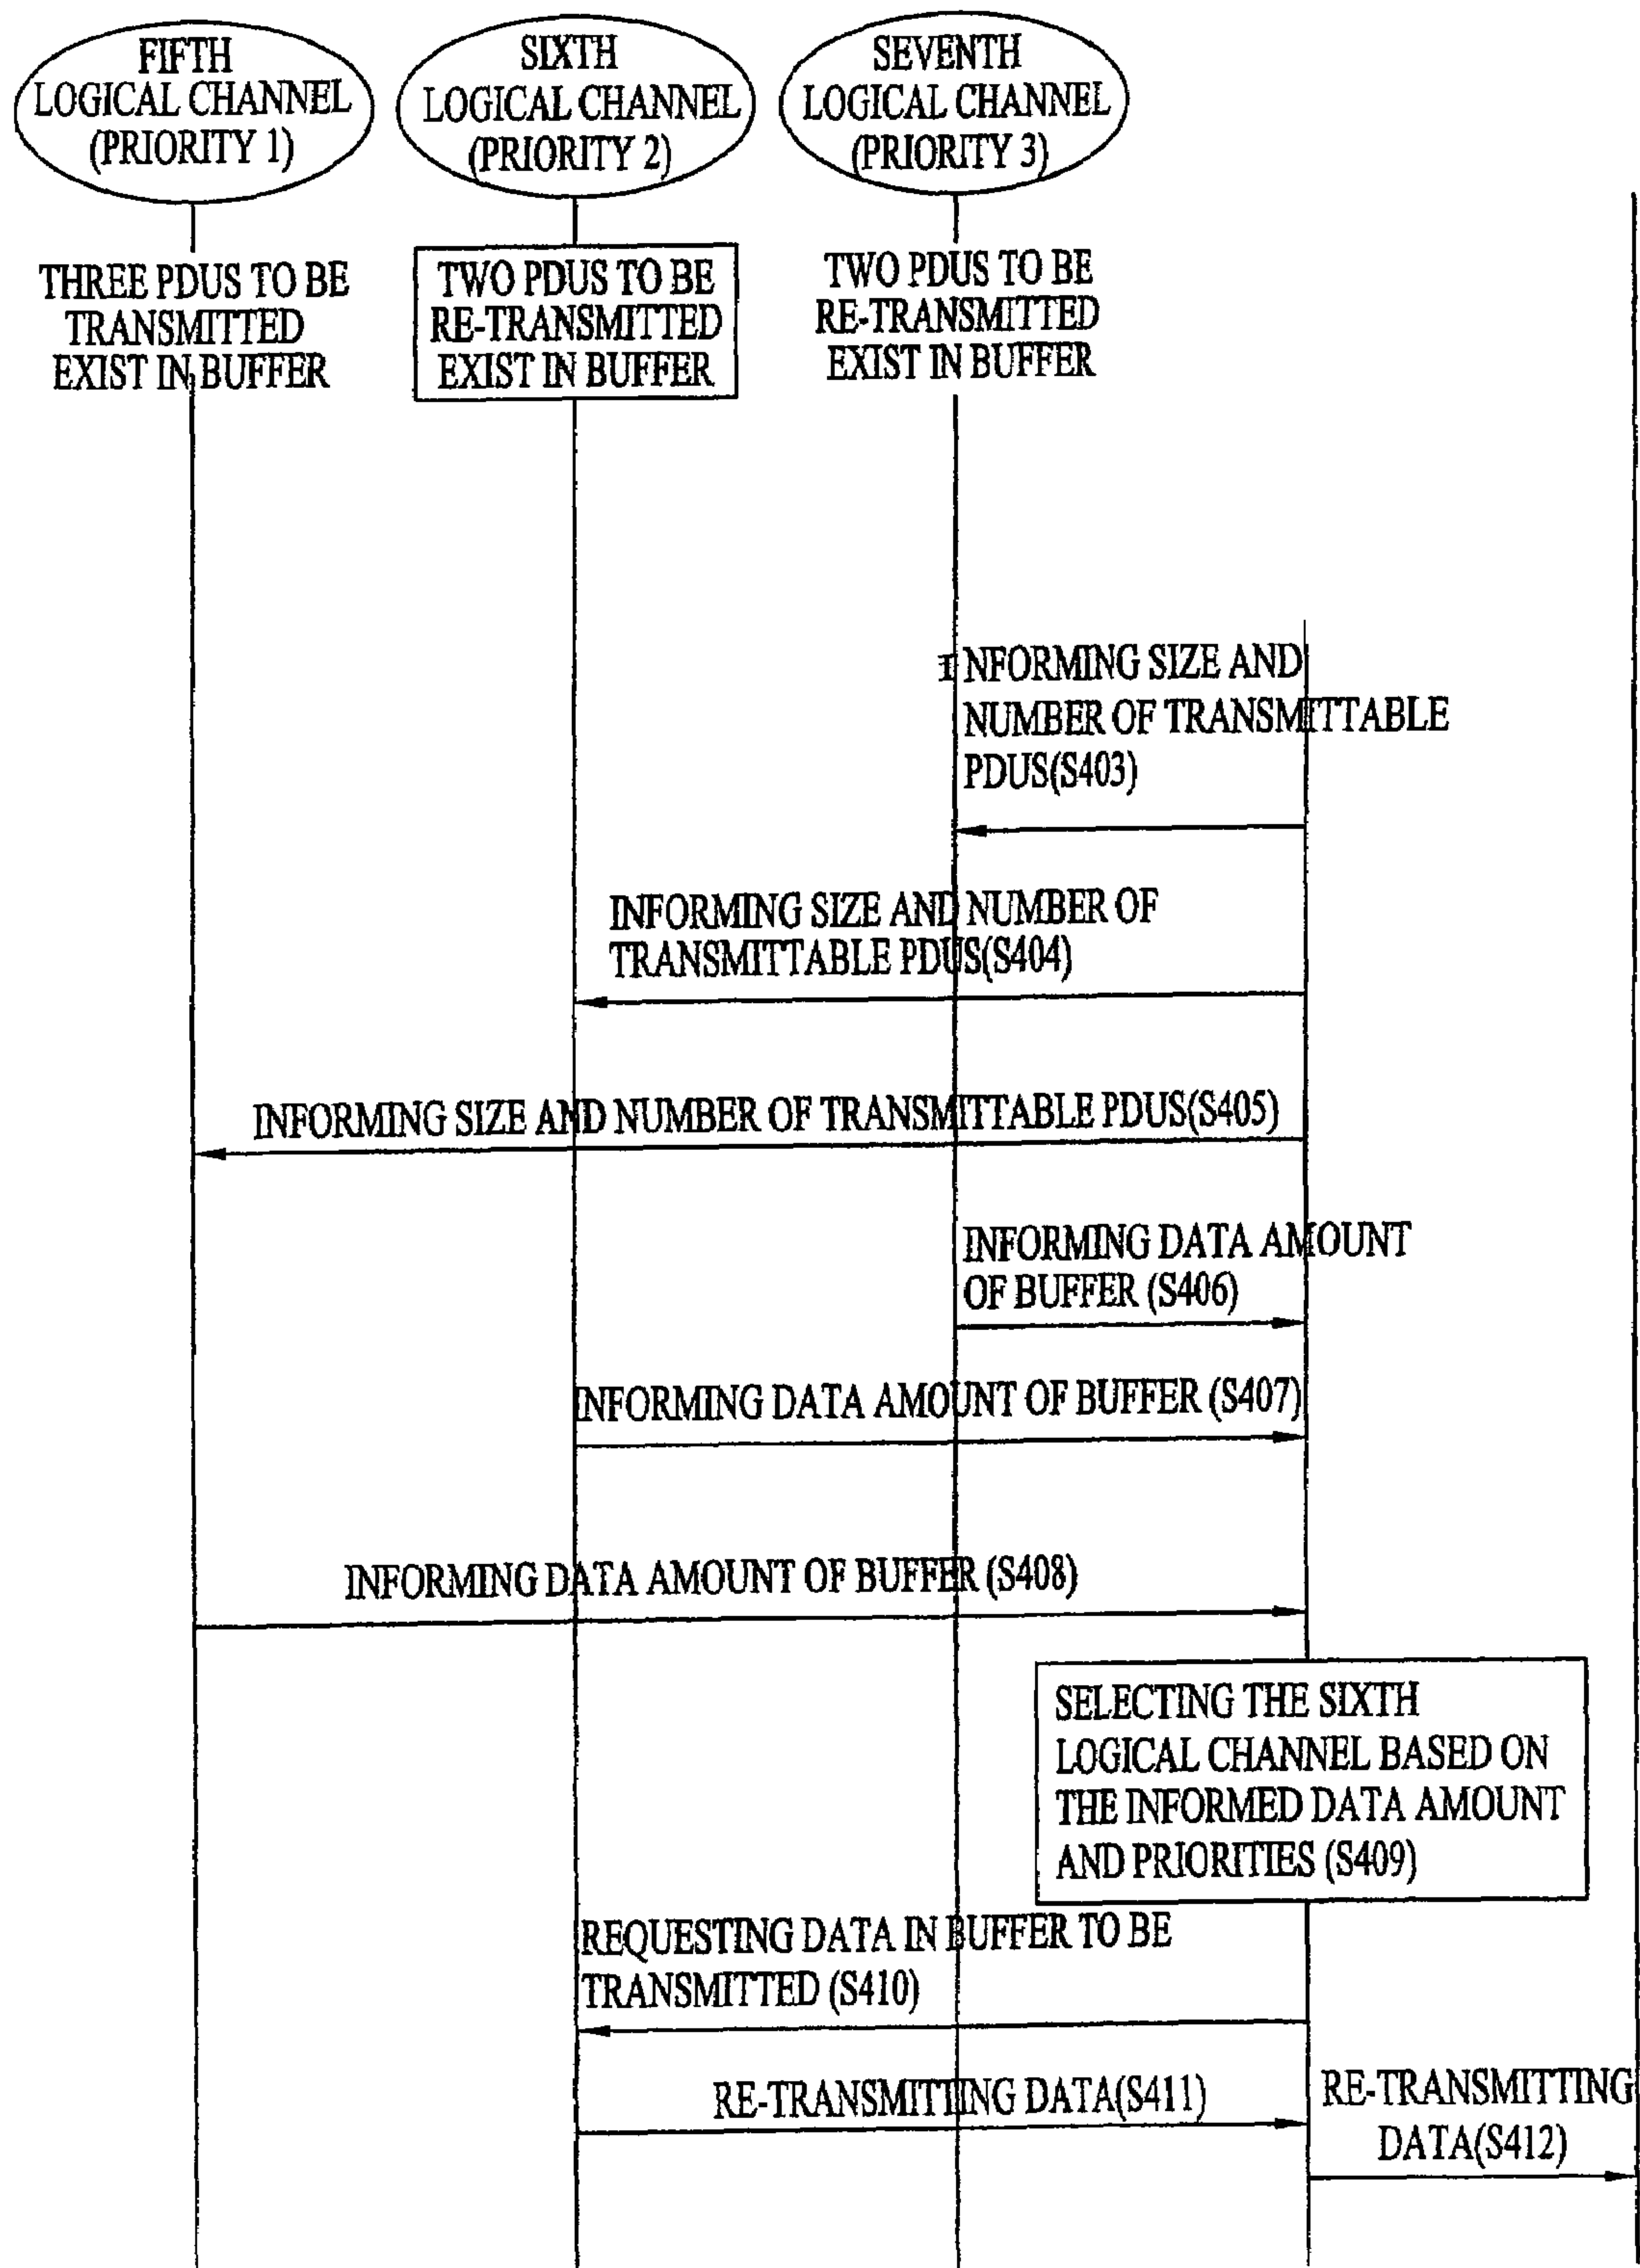 FIFTH
LOGICAL CHANNEL
(PRIORITY 1)
SIXTH
LOGICAL CHANNEL
(PRIORITY 2)
SEVENTH
LOGICAL CHANNEL
(PRIORITY 3)
THREE PDUS TO BE
TRANSMITTED
EXIST IN BUFFER
TWO PDUS TO BE
RE-TRANSMITTED
EXIST IN BUFFER
TWO PDUS TO BE
RE-TRANSMITTED
EXIST IN BUFFER
INFORMING SIZE AND
NUMBER OF TRANSMITTABLE
PDUS(S403)
INFORMING SIZE AND NUMBER OF
TRANSMITTABLE PDUS(S404)
INFORMING SIZE AND NUMBER OF TRANSMITTABLE PDUS(S405)
INFORMING DATA AMOUNT
OF BUFFER (S406)
INFORMING DATA AMOUNT OF BUFFER (S407)
INFORMING DATA AMOUNT OF BUFFER (S408)
SELECTING THE SIXTH
LOGICAL CHANNEL BASED ON
THE INFORMED DATA AMOUNT
AND PRIORITIES (S409)
REQUESTING DATA IN BUFFER TO BE
TRANSMITTED (S410)
RE-TRANSMITTING DATA(S411)
RE-TRANSMITTING
DATA(S412)